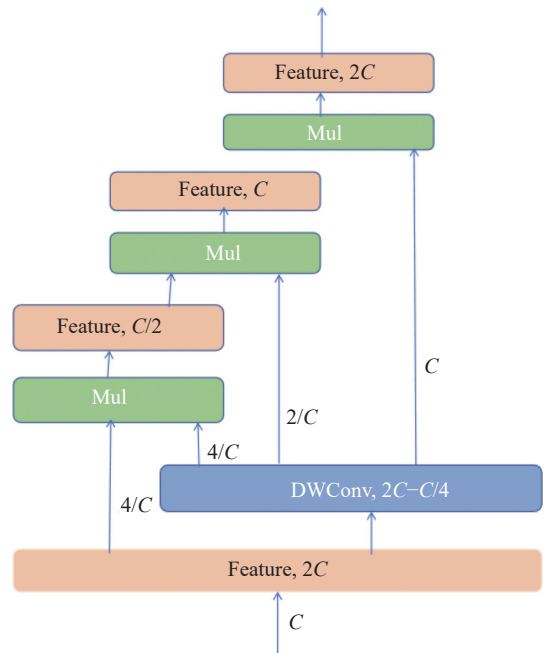 Feature, 2C
Mul
Feature, C
Mul
Feature, C/2
C
Mul
2/C
4/C
DWConv, 2C−C/4
4/C
Feature, 2C
C